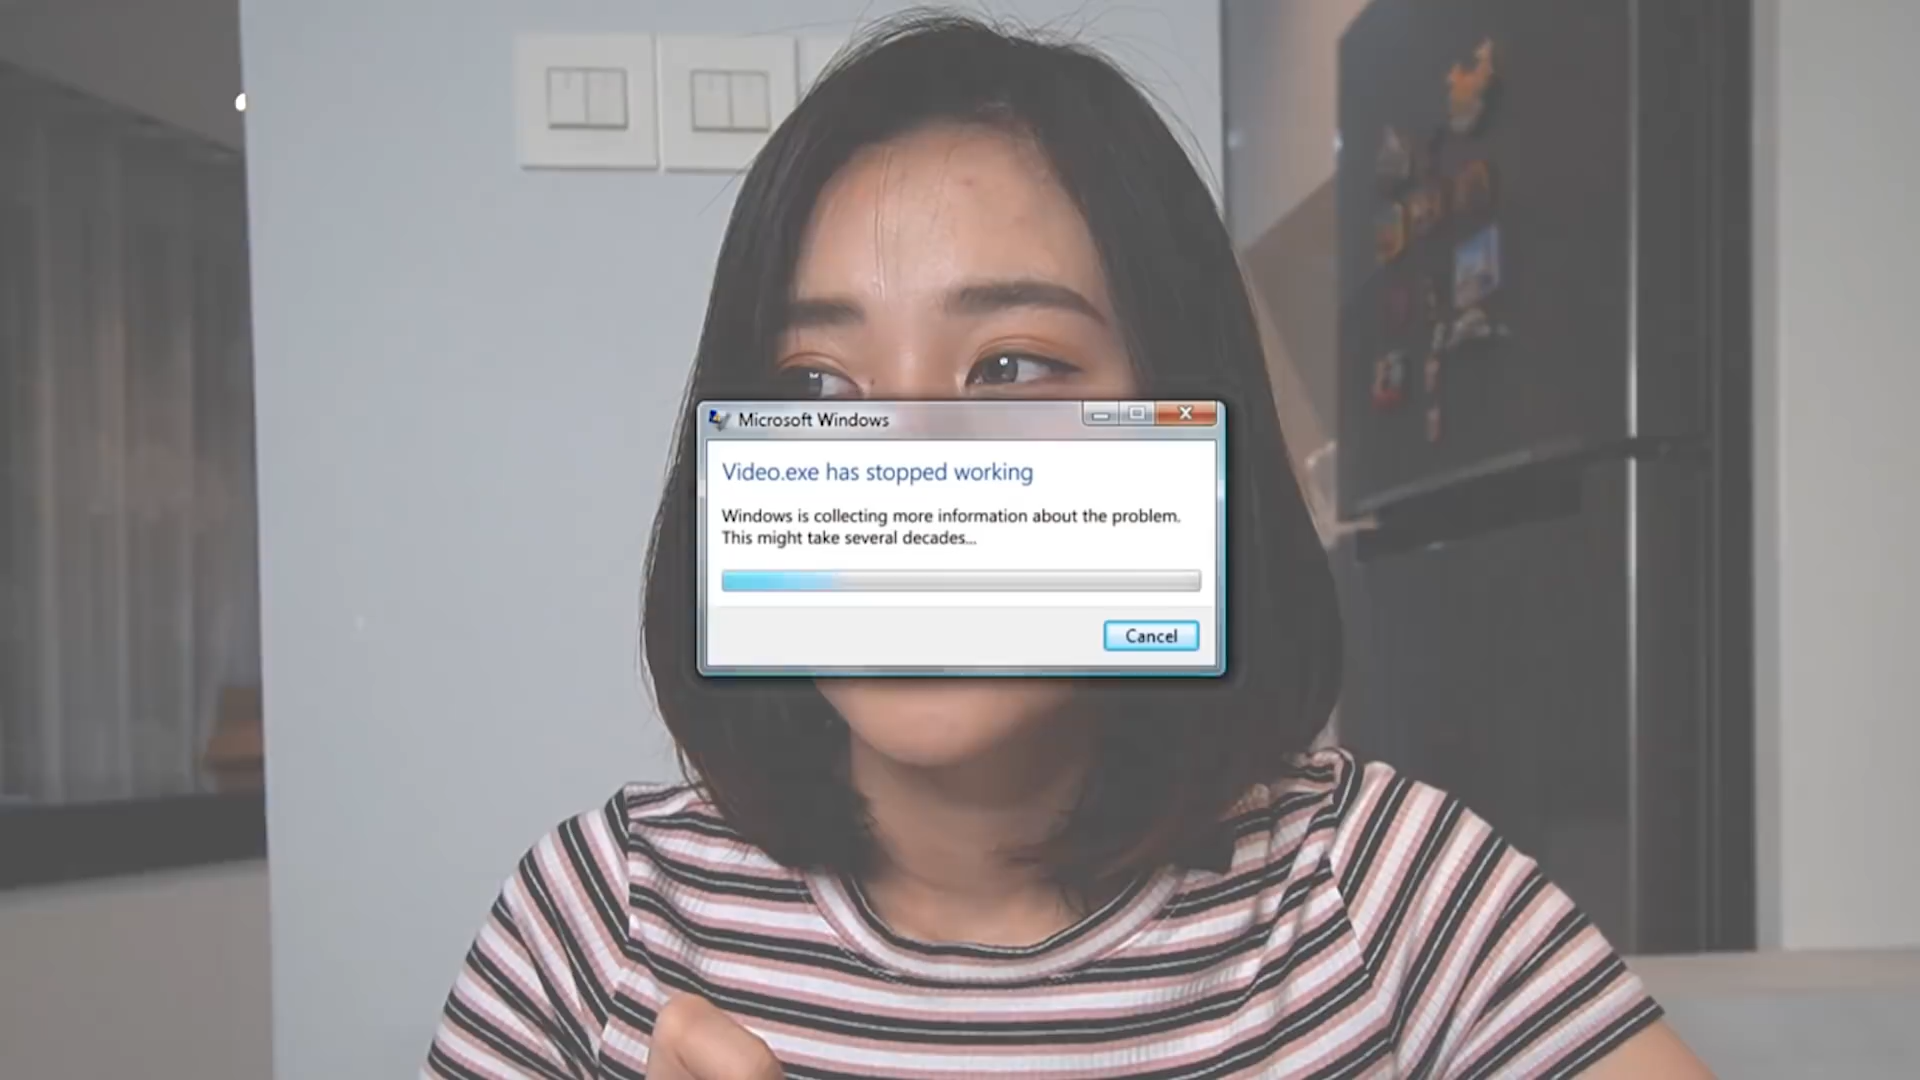 Microsoft Windows
Video.exe has stopped working
Windows is collecting more information about the problem.
This might take several decades...
Cancel